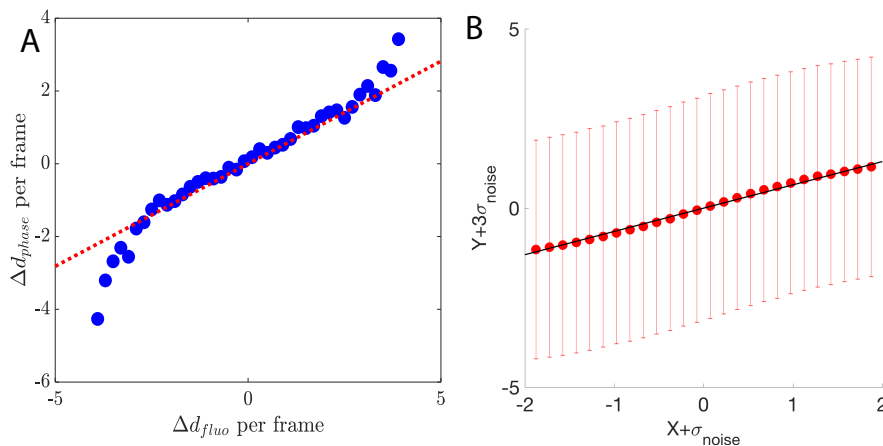 A
4
2
0
-2
-4
-6
-5
0
5
Δd_phase per frame
Δd_fluo per frame
B
5
0
-5
-2
-1
0
1
2
Y+3σ_noise
X+σ_noise